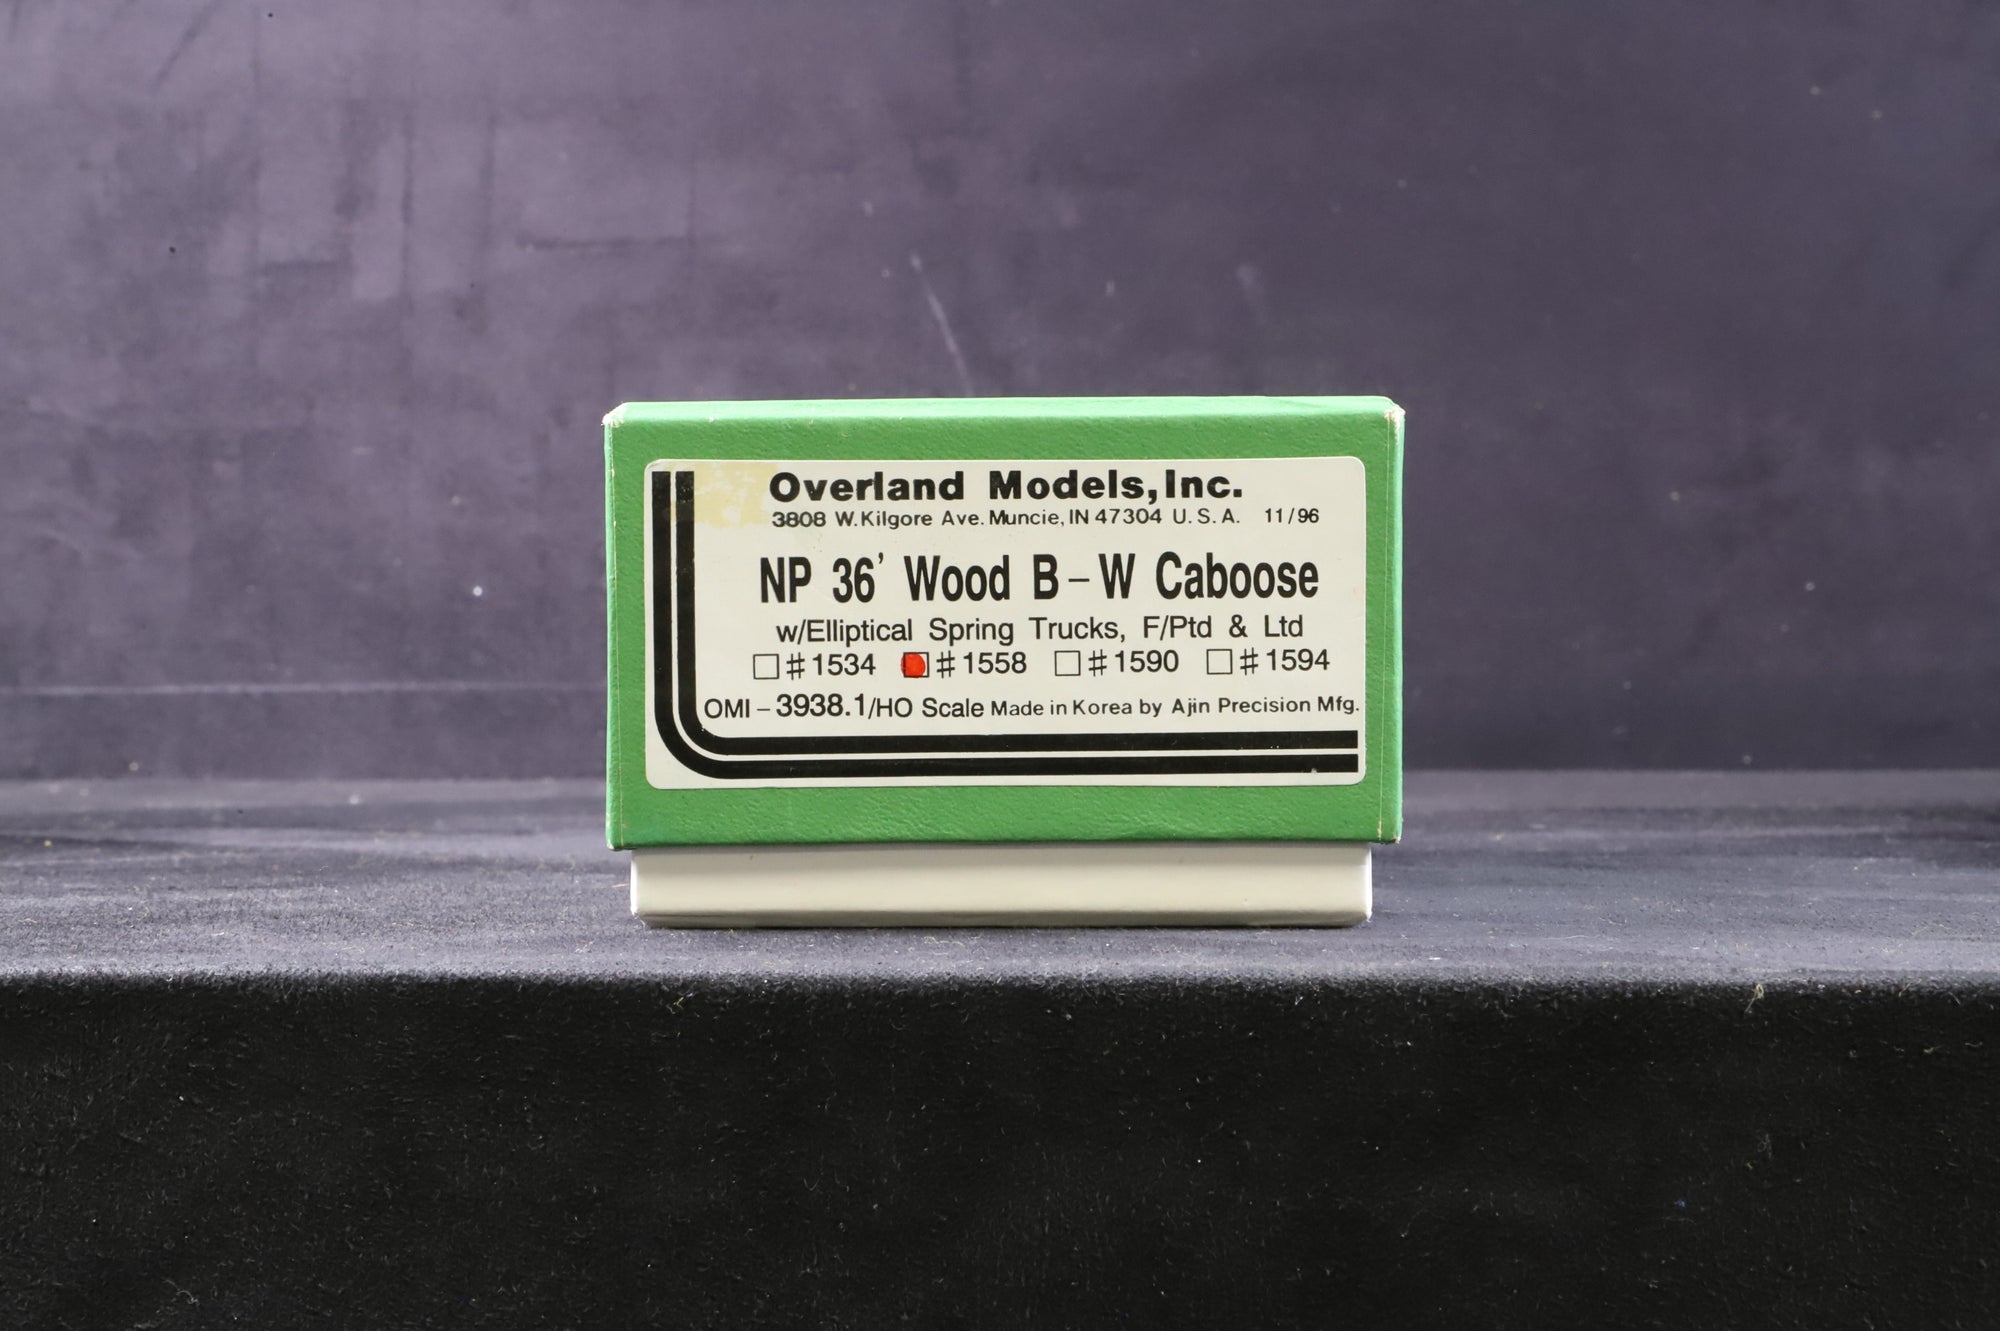 Overland Models,Inc.
3808 W.Kilgore Ave. Muncie, IN 47304 U.S.A. 11/96
NP 36' Wood B-W Caboose
w/Elliptical Spring Trucks, F/Ptd & Ltd
□#1534 □#1558 □#1590 □#1594
OMI-3938.1/HO Scale Made in Korea by Ajin Precision Mfg.